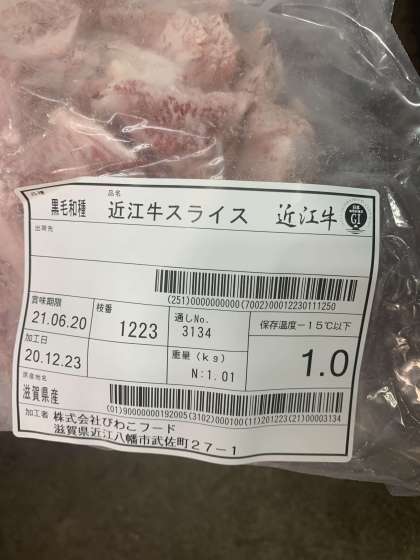 品種
黒毛和種
品名
近江牛スライス 近江牛
GI
出荷先
(251)0000000000(7002)00012230111250
賞味期限
21.06.20
枝番
1223
通しNo.
3134
保存温度-15℃以下
加工日
20.12.23
重量(kg)
N:1.01
1.0
原産地名
滋賀県産
(01)90000000192005(3102)000100(11)201223(21)00003134
加工者 株式会社びわこフード
滋賀県近江八幡市武佐町27-1